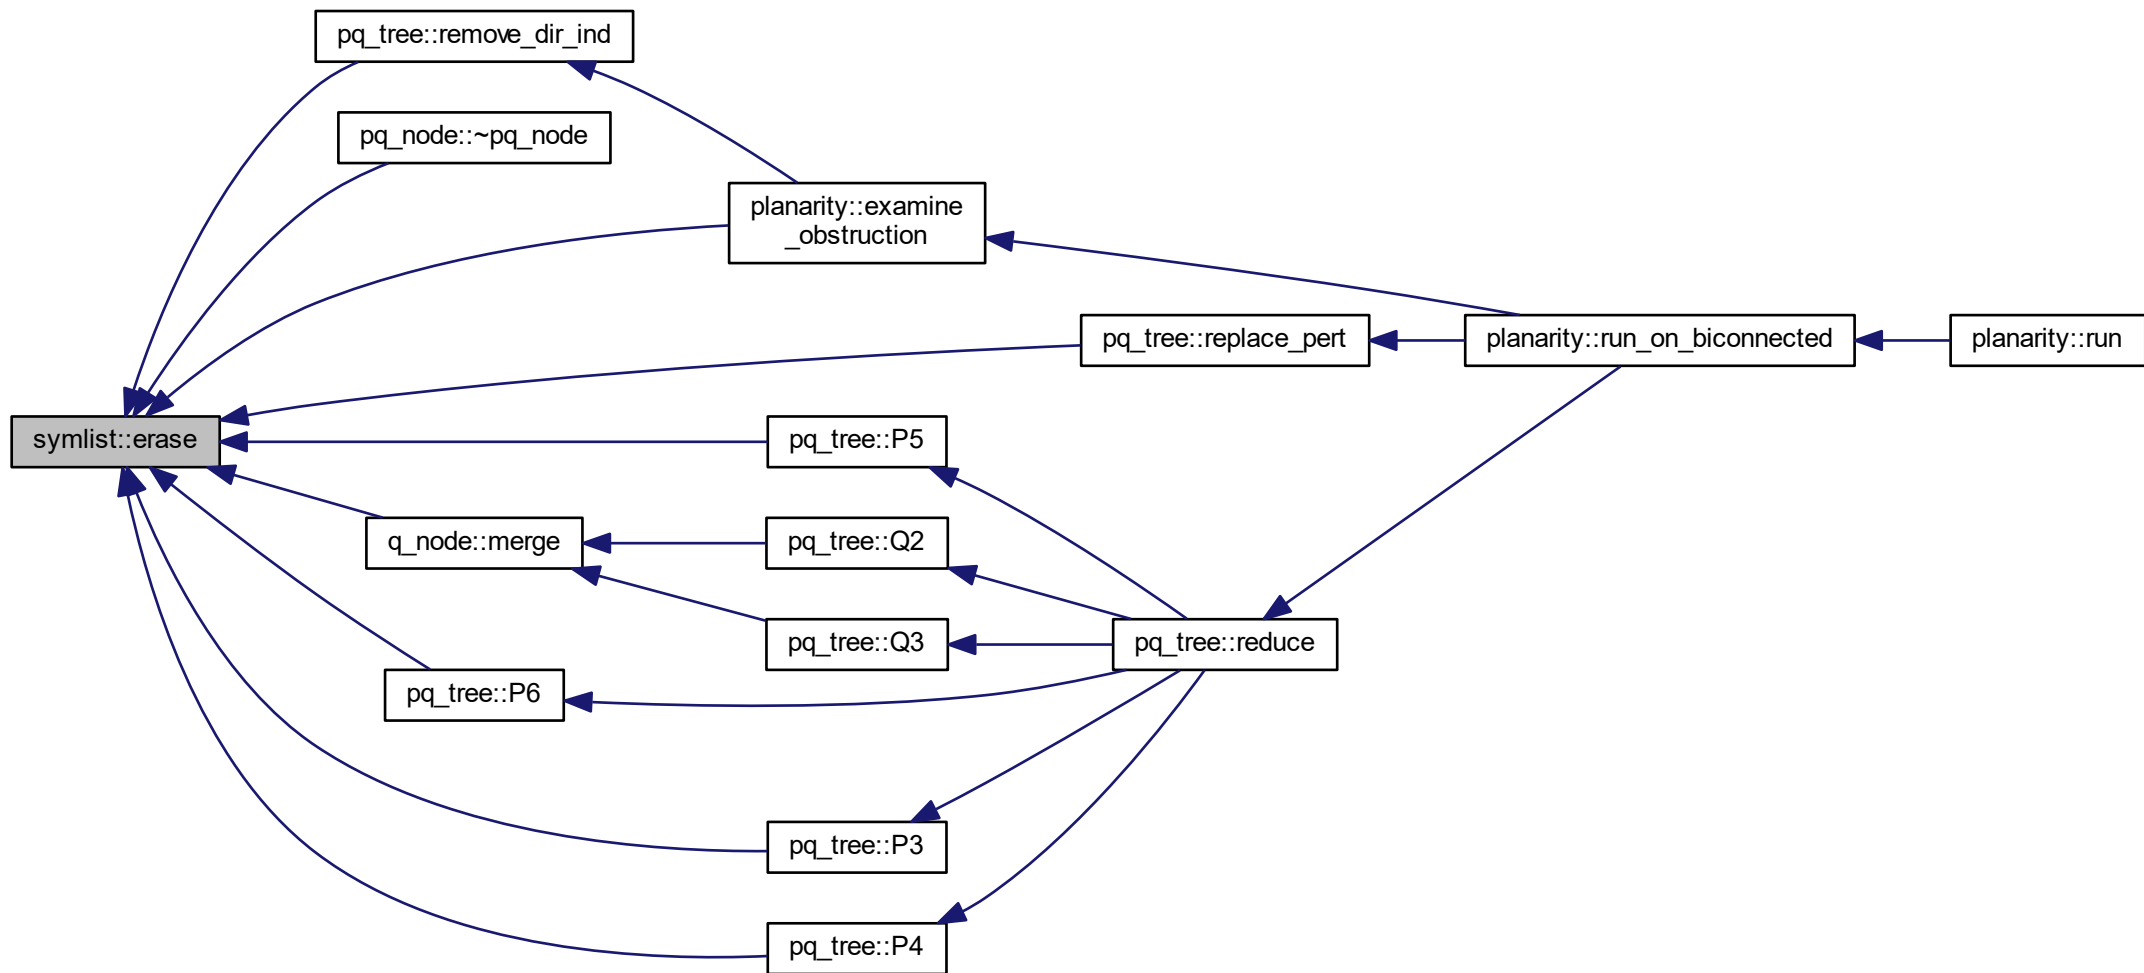 pq_tree::remove_dir_ind
pq_node::~pq_node
planarity::examine
_obstruction
pq_tree::replace_pert
planarity::run_on_biconnected
planarity::run
symlist::erase
pq_tree::P5
q_node::merge
pq_tree::Q2
pq_tree::Q3
pq_tree::reduce
pq_tree::P6
pq_tree::P3
pq_tree::P4